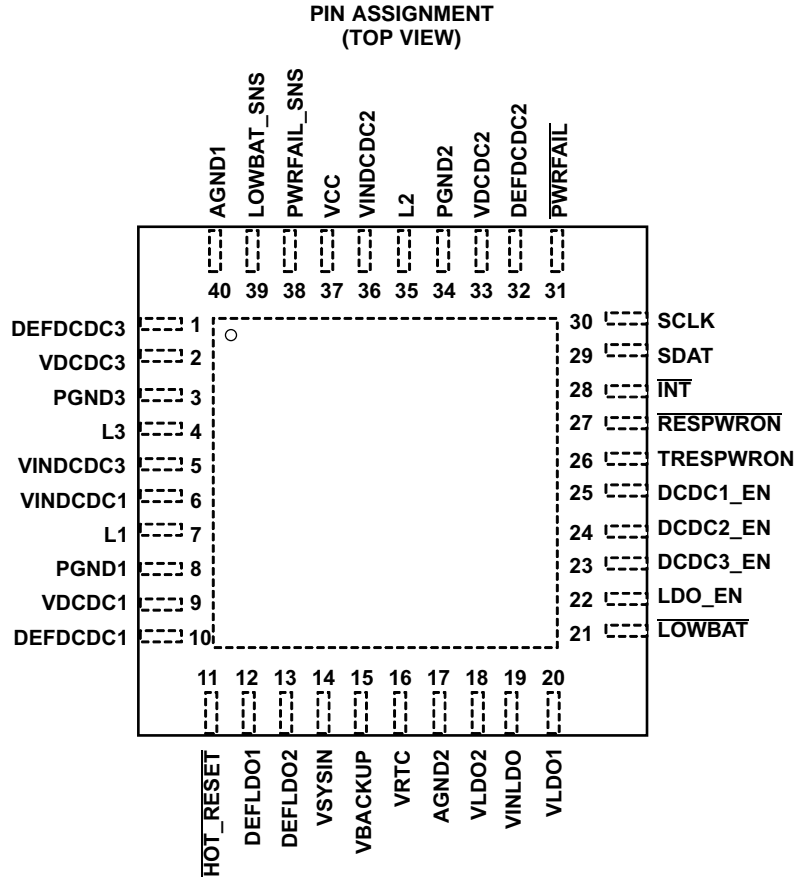 PIN ASSIGNMENT
(TOP VIEW)
AGND1
LOWBAT_SNS
PWRFAIL_SNS
VCC
VINDCDC2
L2
PGND2
VDCDC2
DEFDCDC2
PWRFAIL
40 39 38 37 36 35 34 33 32 31
DEFDCDC3 1
VDCDC3 2
PGND3 3
L3 4
VINDCDC3 5
VINDCDC1 6
L1 7
PGND1 8
VDCDC1 9
DEFDCDC1 10
30 SCLK
29 SDAT
28 INT
27 RESPWRON
26 TRESPWRON
25 DCDC1_EN
24 DCDC2_EN
23 DCDC3_EN
22 LDO_EN
21 LOWBAT
11 12 13 14 15 16 17 18 19 20
HOT_RESET
DEFLDO1
DEFLDO2
VSYSIN
VBACKUP
VRTC
AGND2
VLDO2
VINLDO
VLDO1